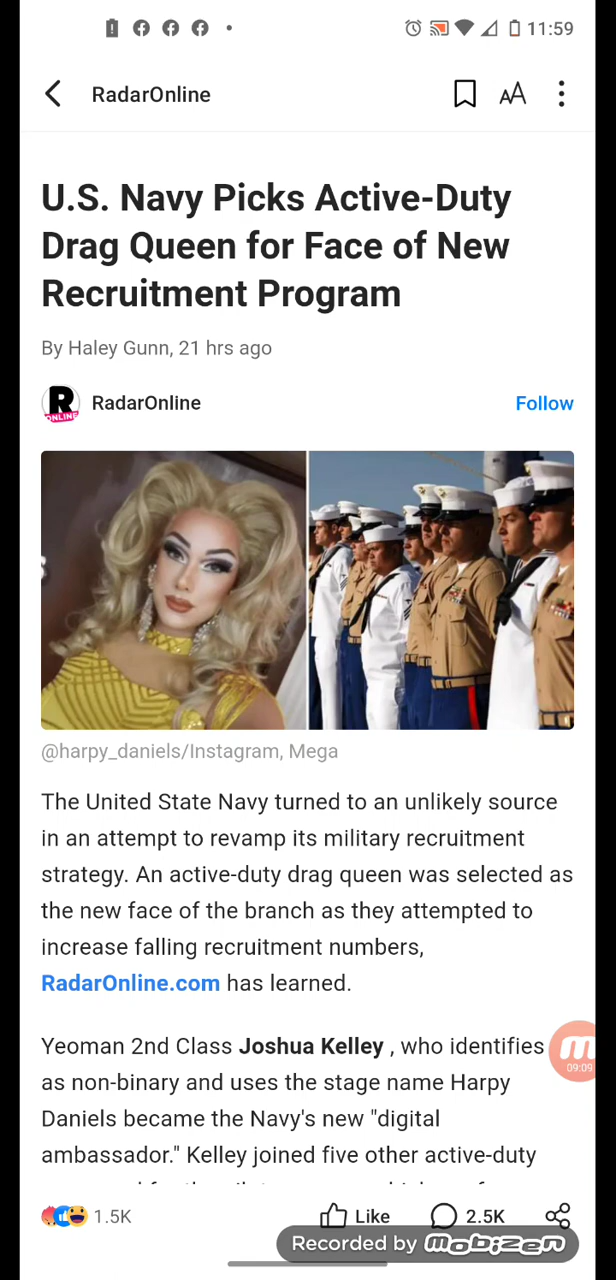 11:59
RadarOnline
AA
U.S. Navy Picks Active-Duty
Drag Queen for Face of New
Recruitment Program
By Haley Gunn, 21 hrs ago
R
ONLINE
RadarOnline
Follow
@harpy_daniels/Instagram, Mega
The United State Navy turned to an unlikely source
in an attempt to revamp its military recruitment
strategy. An active-duty drag queen was selected as
the new face of the branch as they attempted to
increase falling recruitment numbers,
RadarOnline.com has learned.
Yeoman 2nd Class Joshua Kelley , who identifies
as non-binary and uses the stage name Harpy
Daniels became the Navy's new "digital
ambassador." Kelley joined five other active-duty
m
09:09
1.5K
Like
2.5K
Recorded by mobizen